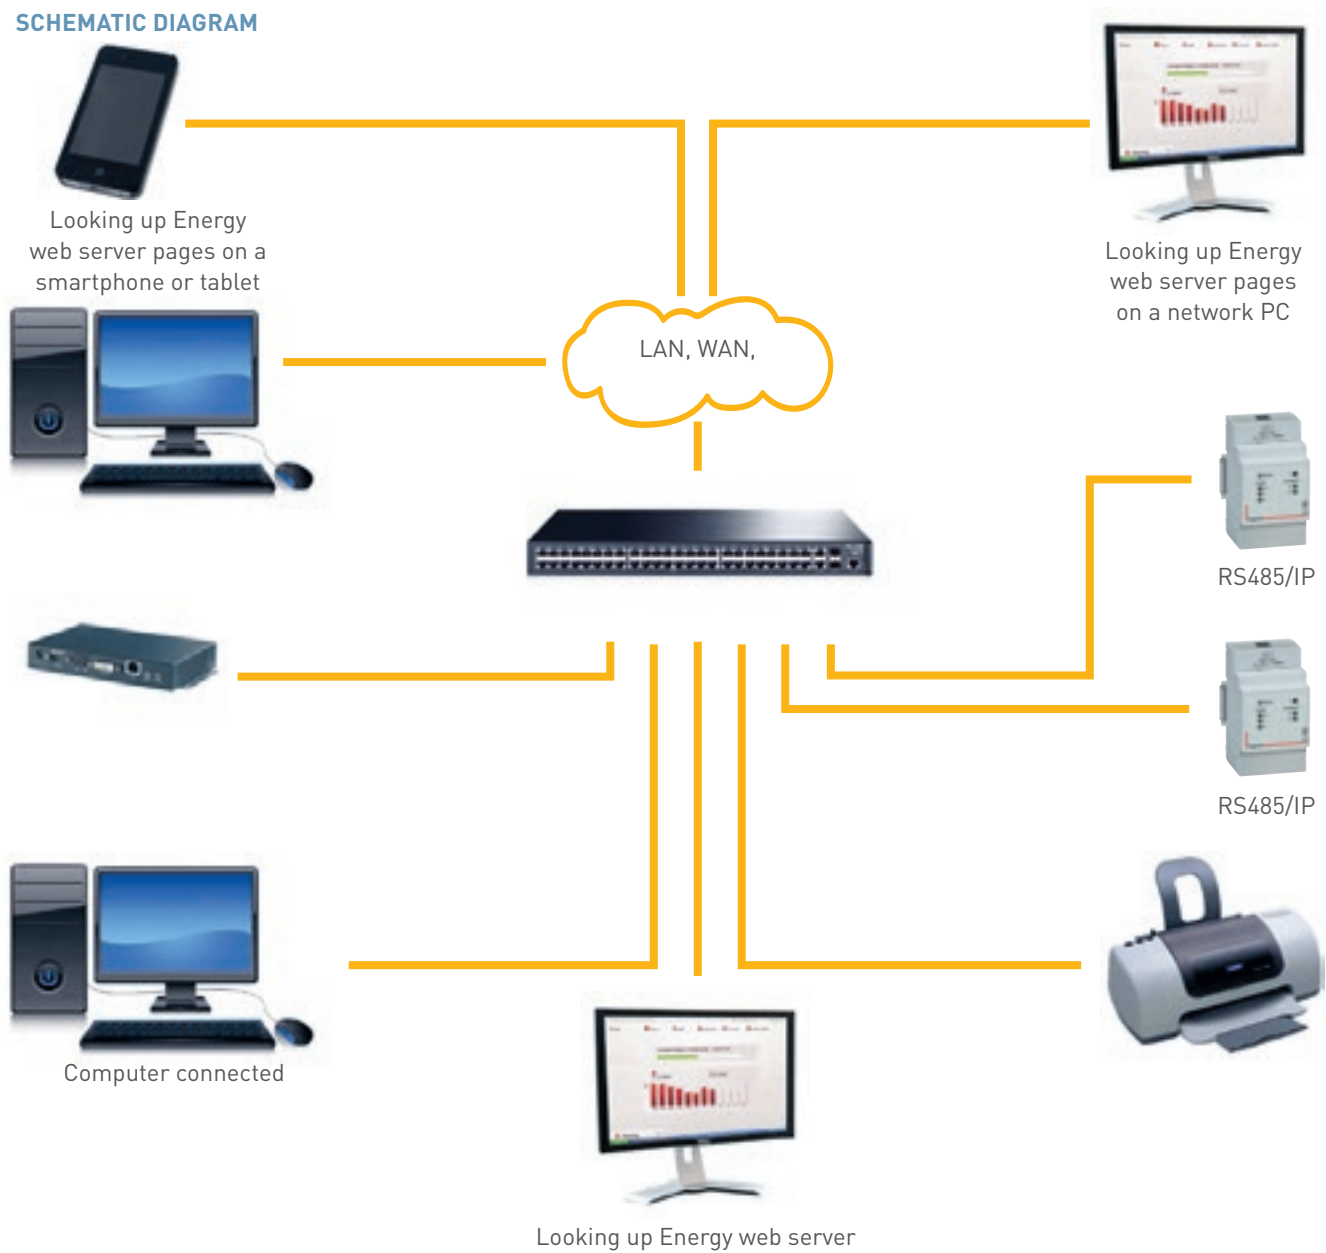 SCHEMATIC DIAGRAM
Looking up Energy
web server pages on a
smartphone or tablet
Looking up Energy
web server pages
on a network PC
LAN, WAN,
RS485/IP
RS485/IP
Computer connected
Looking up Energy web server